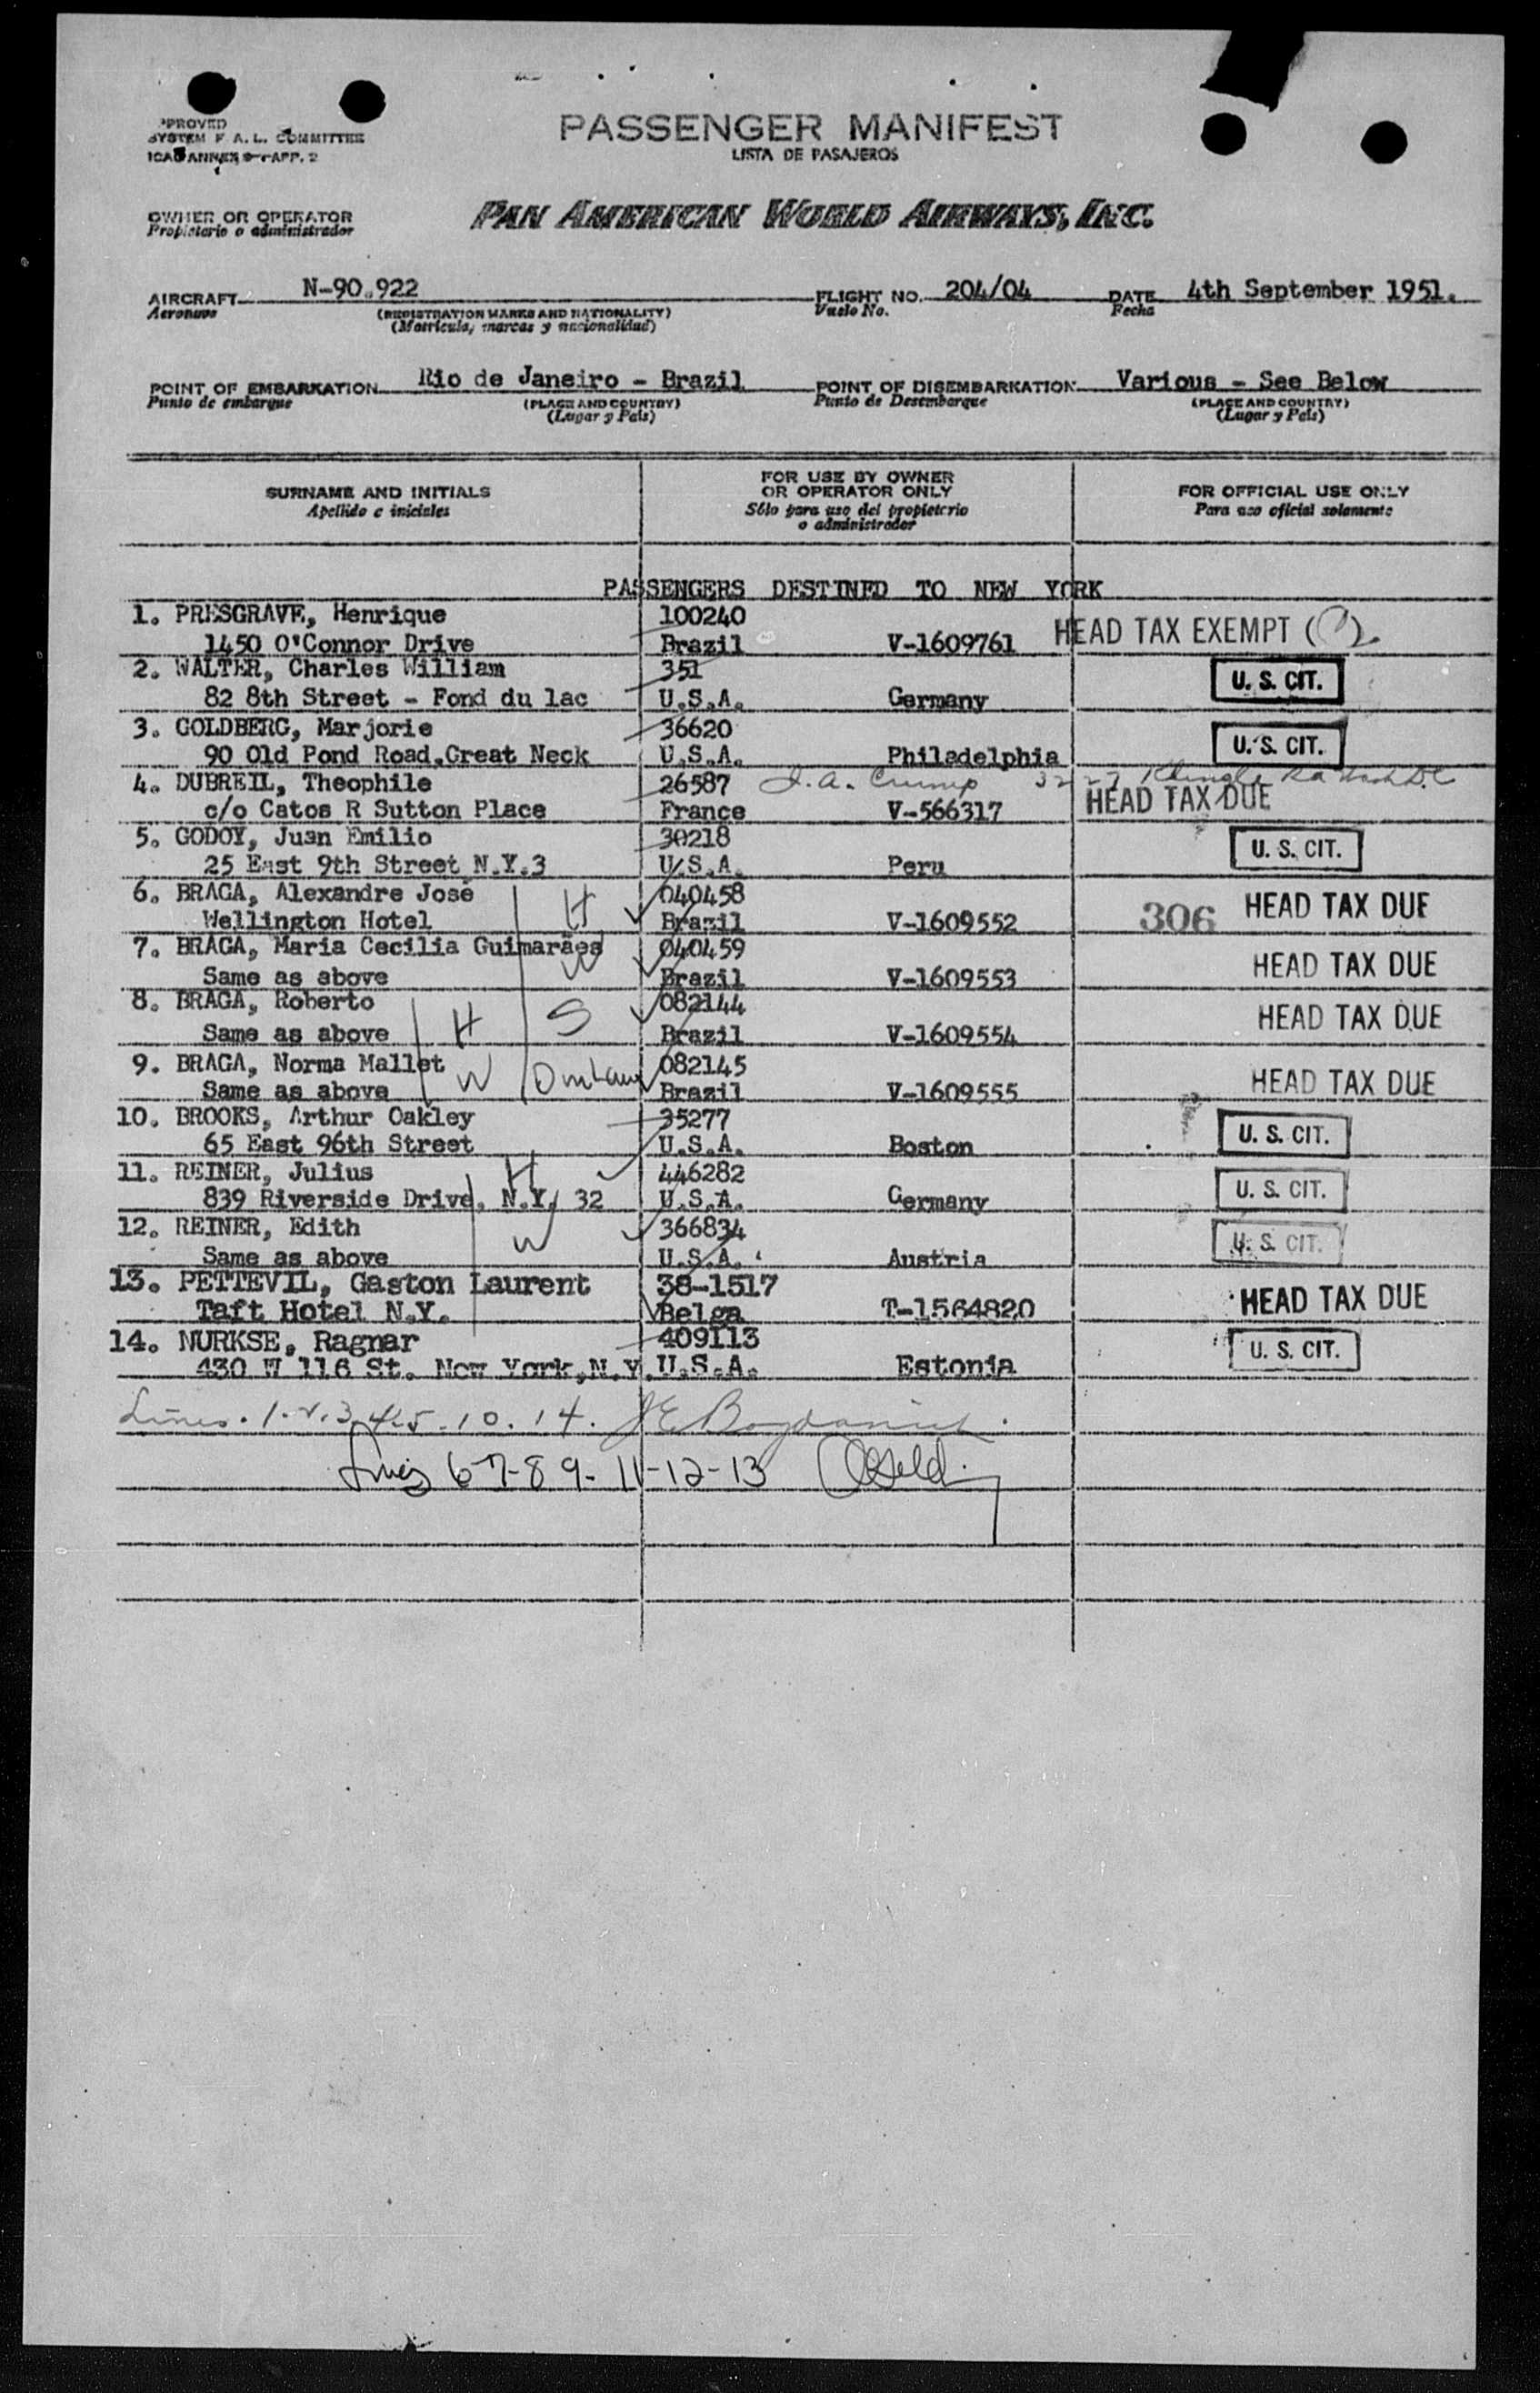 PPROVED
SYSTEM F. A. L. COMMITTEE
ICAO ANNEX 9 - APP. 2
PASSENGER MANIFEST
LISTA DE PASAJEROS
OWNER OR OPERATOR
Propietario o administrador
PAN AMERICAN WORLD AIRWAYS, INC.
AIRCRAFT N-90.922 FLIGHT NO. 204/04 DATE 4th September 1951.
Aeronave (REGISTRATION MARKS AND NATIONALITY) Vuelo No. Fecha
(Matricula, marcas y nacionalidad)
POINT OF EMBARKATION Rio de Janeiro - Brazil POINT OF DISEMBARKATION Various - See Below
Punto de embarque (PLACE AND COUNTRY) Punto de Desembarque (PLACE AND COUNTRY)
(Lugar y País) (Lugar y País)
SURNAME AND INITIALS FOR USE BY OWNER OR OPERATOR ONLY FOR OFFICIAL USE ONLY
Apellido e iniciales Sólo para uso del propietario o administrador Para uso oficial solamente
PASSENGERS DESTINED TO NEW YORK
1. PRESGRAVE, Henrique 100240
1450 O'Connor Drive Brazil V-1609761 HEAD TAX EXEMPT ( ).
2. WALTER, Charles William 351
82 8th Street - Fond du lac U.S.A. Germany U. S. CIT.
3. GOLDBERG, Marjorie 36620
90 Old Pond Road,Great Neck U.S.A. Philadelphia U. S. CIT.
4. DUBREIL, Theophile 26587 J.A. Crump
c/o Catos R Sutton Place France V-566317 HEAD TAX DUE
5. GODOY, Juan Emilio 30218
25 East 9th Street N.Y.3 U.S.A. Peru U. S. CIT.
6. BRAGA, Alexandre José H 040458
Wellington Hotel Brazil V-1609552 306 HEAD TAX DUE
7. BRAGA, Maria Cecilia Guimarães W 040459
Same as above Brazil V-1609553 HEAD TAX DUE
8. BRAGA, Roberto S 082144
Same as above H Brazil V-1609554 HEAD TAX DUE
9. BRAGA, Norma Mallet W 082145
Same as above Brazil V-1609555 HEAD TAX DUE
10. BROOKS, Arthur Oakley 35277
65 East 96th Street U.S.A. Boston U. S. CIT.
11. REINER, Julius H 446282
839 Riverside Drive, N.Y. 32 U.S.A. Germany U. S. CIT.
12. REINER, Edith W 366834
Same as above U.S.A. Austria U. S. CIT.
13. PETTEVIL, Gaston Laurent 38-1517
Taft Hotel N.Y. Belga T-1564820 HEAD TAX DUE
14. NURKSE, Ragnar 409113
430 W 116 St. New York,N.Y. U.S.A. Estonia U. S. CIT.
Lines. 1. 2. 3. 4. 5. 10. 14.
Lines 6-7-8 9- 11-12-13